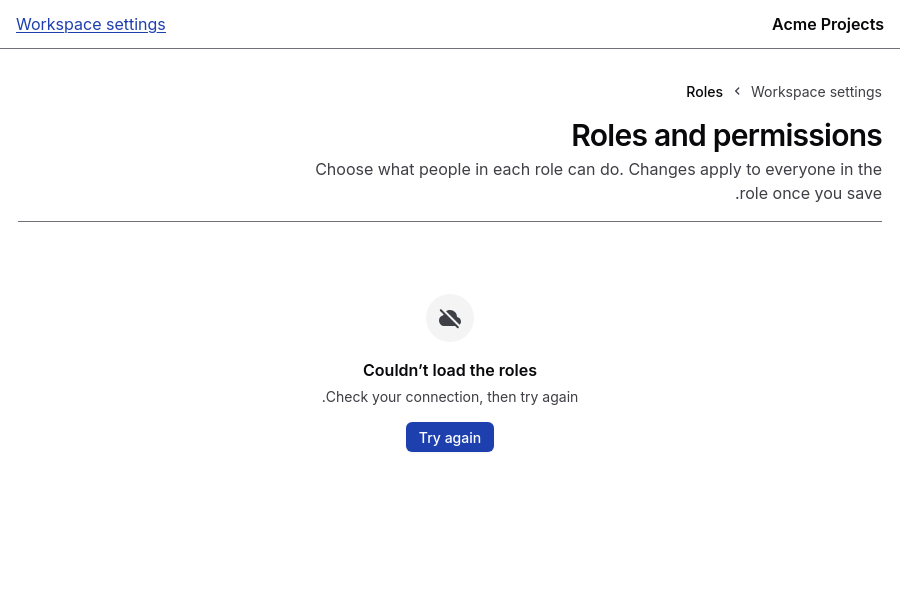 Acme Projects
Workspace settings
Workspace settings
Roles
Roles and permissions
Choose what people in each role can do. Changes apply to everyone in the
role once you save.
Couldn’t load the roles
Check your connection, then try again.
Try again